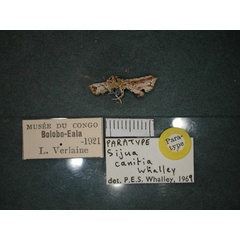 MUSÉE DU CONGO
Bolobo-Eala
-1921
L. Verlaine
PARATYPE
Sijua
canitia
Whalley
det. P.E.S. Whalley, 1969
Para-
type